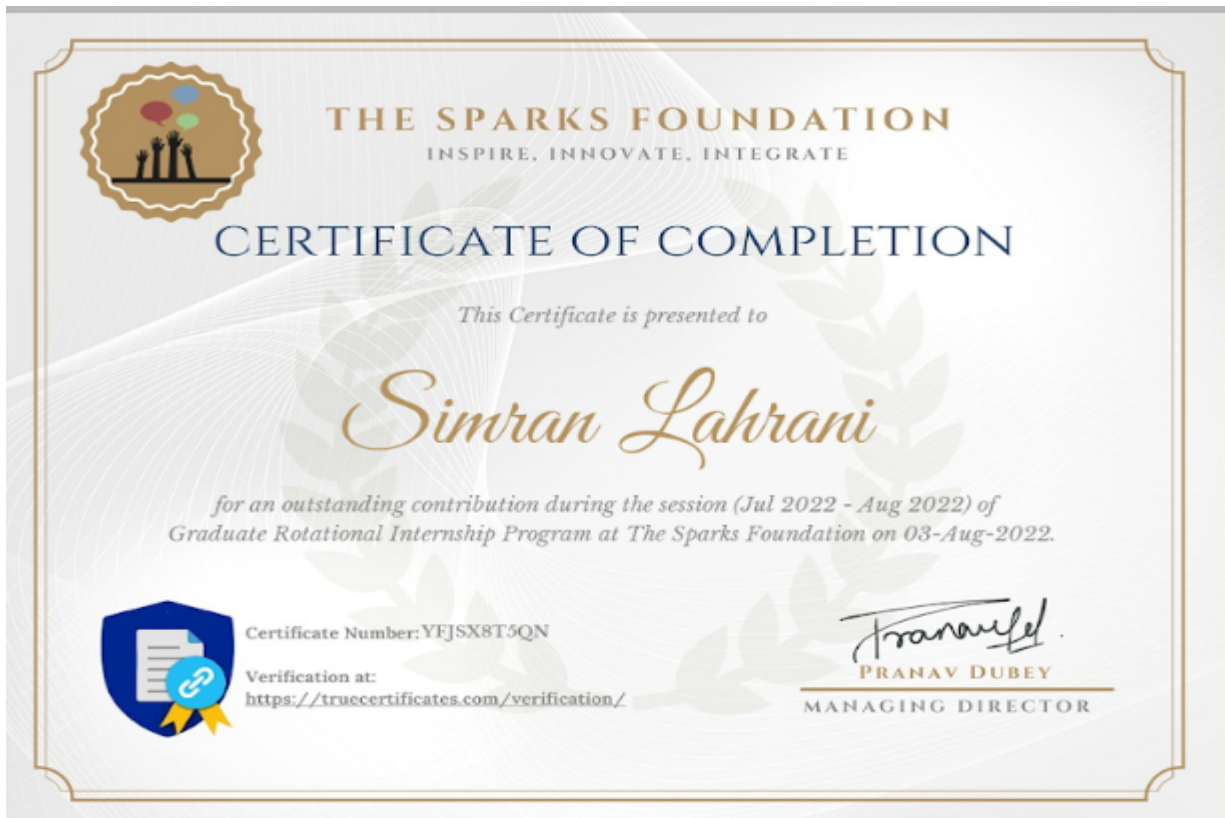 THE SPARKS FOUNDATION
INSPIRE, INNOVATE, INTEGRATE
CERTIFICATE OF COMPLETION
This Certificate is presented to
Simran Lahrani
for an outstanding contribution during the session (Jul 2022 - Aug 2022) of
Graduate Rotational Internship Program at The Sparks Foundation on 03-Aug-2022.
Certificate Number: YFJSX8T5QN
Verification at:
https://truecertificates.com/verification/
PRANAV DUBEY
MANAGING DIRECTOR